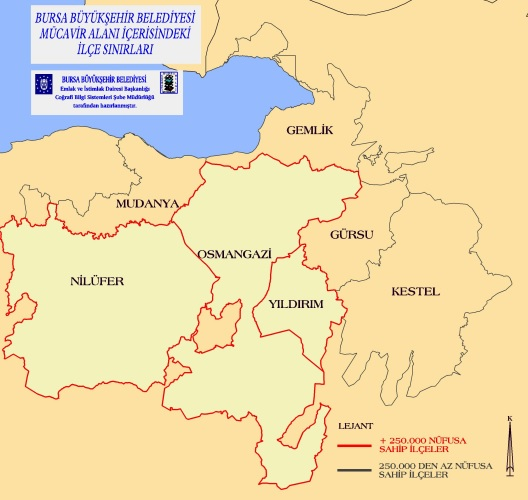 BURSA BÜYÜKŞEHİR BELEDİYESİ
MÜCAVİR ALANI İÇERİSİNDEKİ
İLÇE SINIRLARI
BURSA BÜYÜKŞEHİR BELEDİYESİ
Emlak ve İstimlak Dairesi Başkanlığı
Coğrafi Bilgi Sistemleri Şube Müdürlüğü
tarafından hazırlanmıştır.
GEMLİK
MUDANYA
GÜRSU
OSMANGAZİ
NİLÜFER
KESTEL
YILDIRIM
K
LEJANT
+ 250.000 NÜFUSA
SAHİP İLÇELER
250.000 DEN AZ NÜFUSA
SAHİP İLÇELER